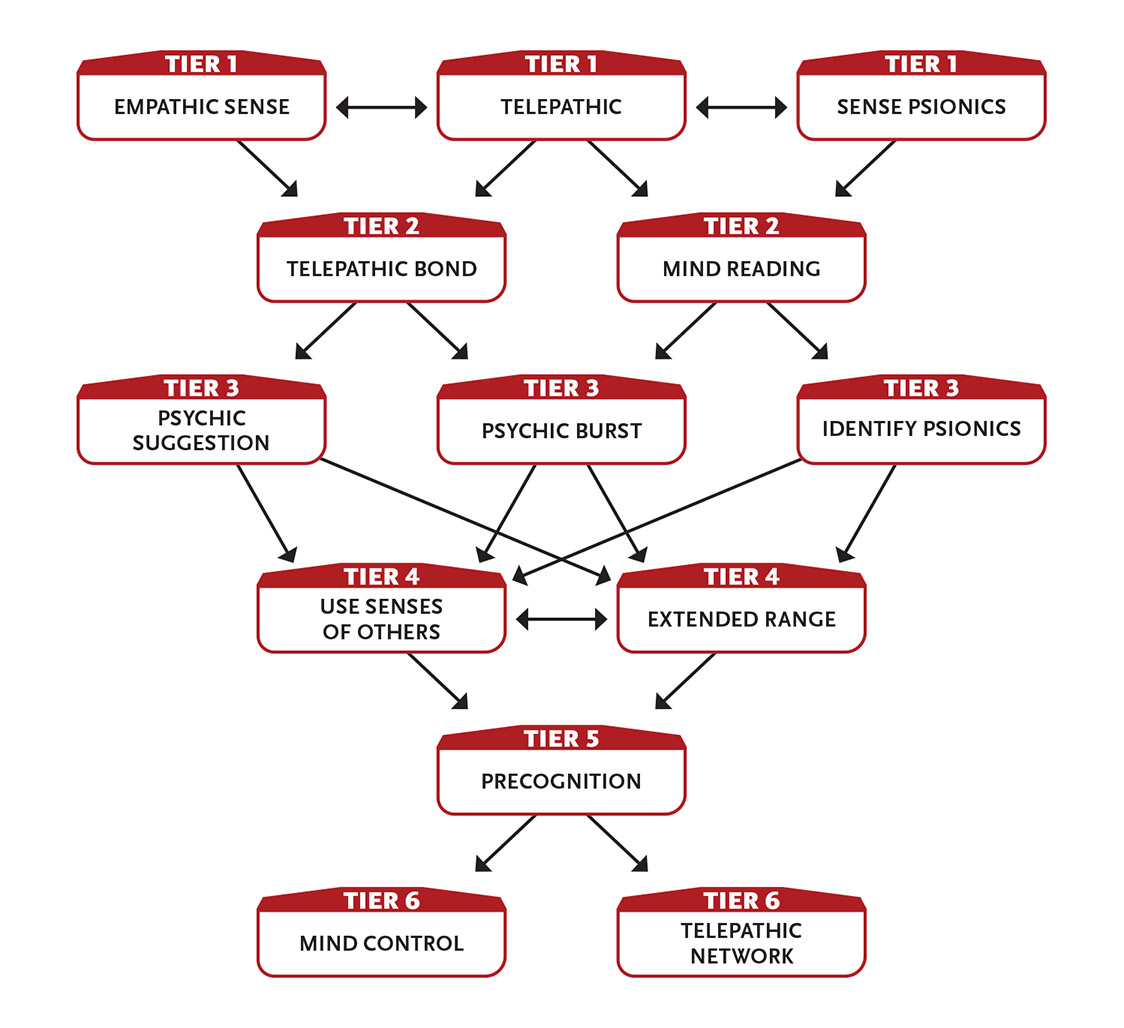 TIER 1
EMPATHIC SENSE
TIER 1
TELEPATHIC
TIER 1
SENSE PSIONICS
TIER 2
TELEPATHIC BOND
TIER 2
MIND READING
TIER 3
PSYCHIC
SUGGESTION
TIER 3
PSYCHIC BURST
TIER 3
IDENTIFY PSIONICS
TIER 4
USE SENSES
OF OTHERS
TIER 4
EXTENDED RANGE
TIER 5
PRECOGNITION
TIER 6
MIND CONTROL
TIER 6
TELEPATHIC
NETWORK